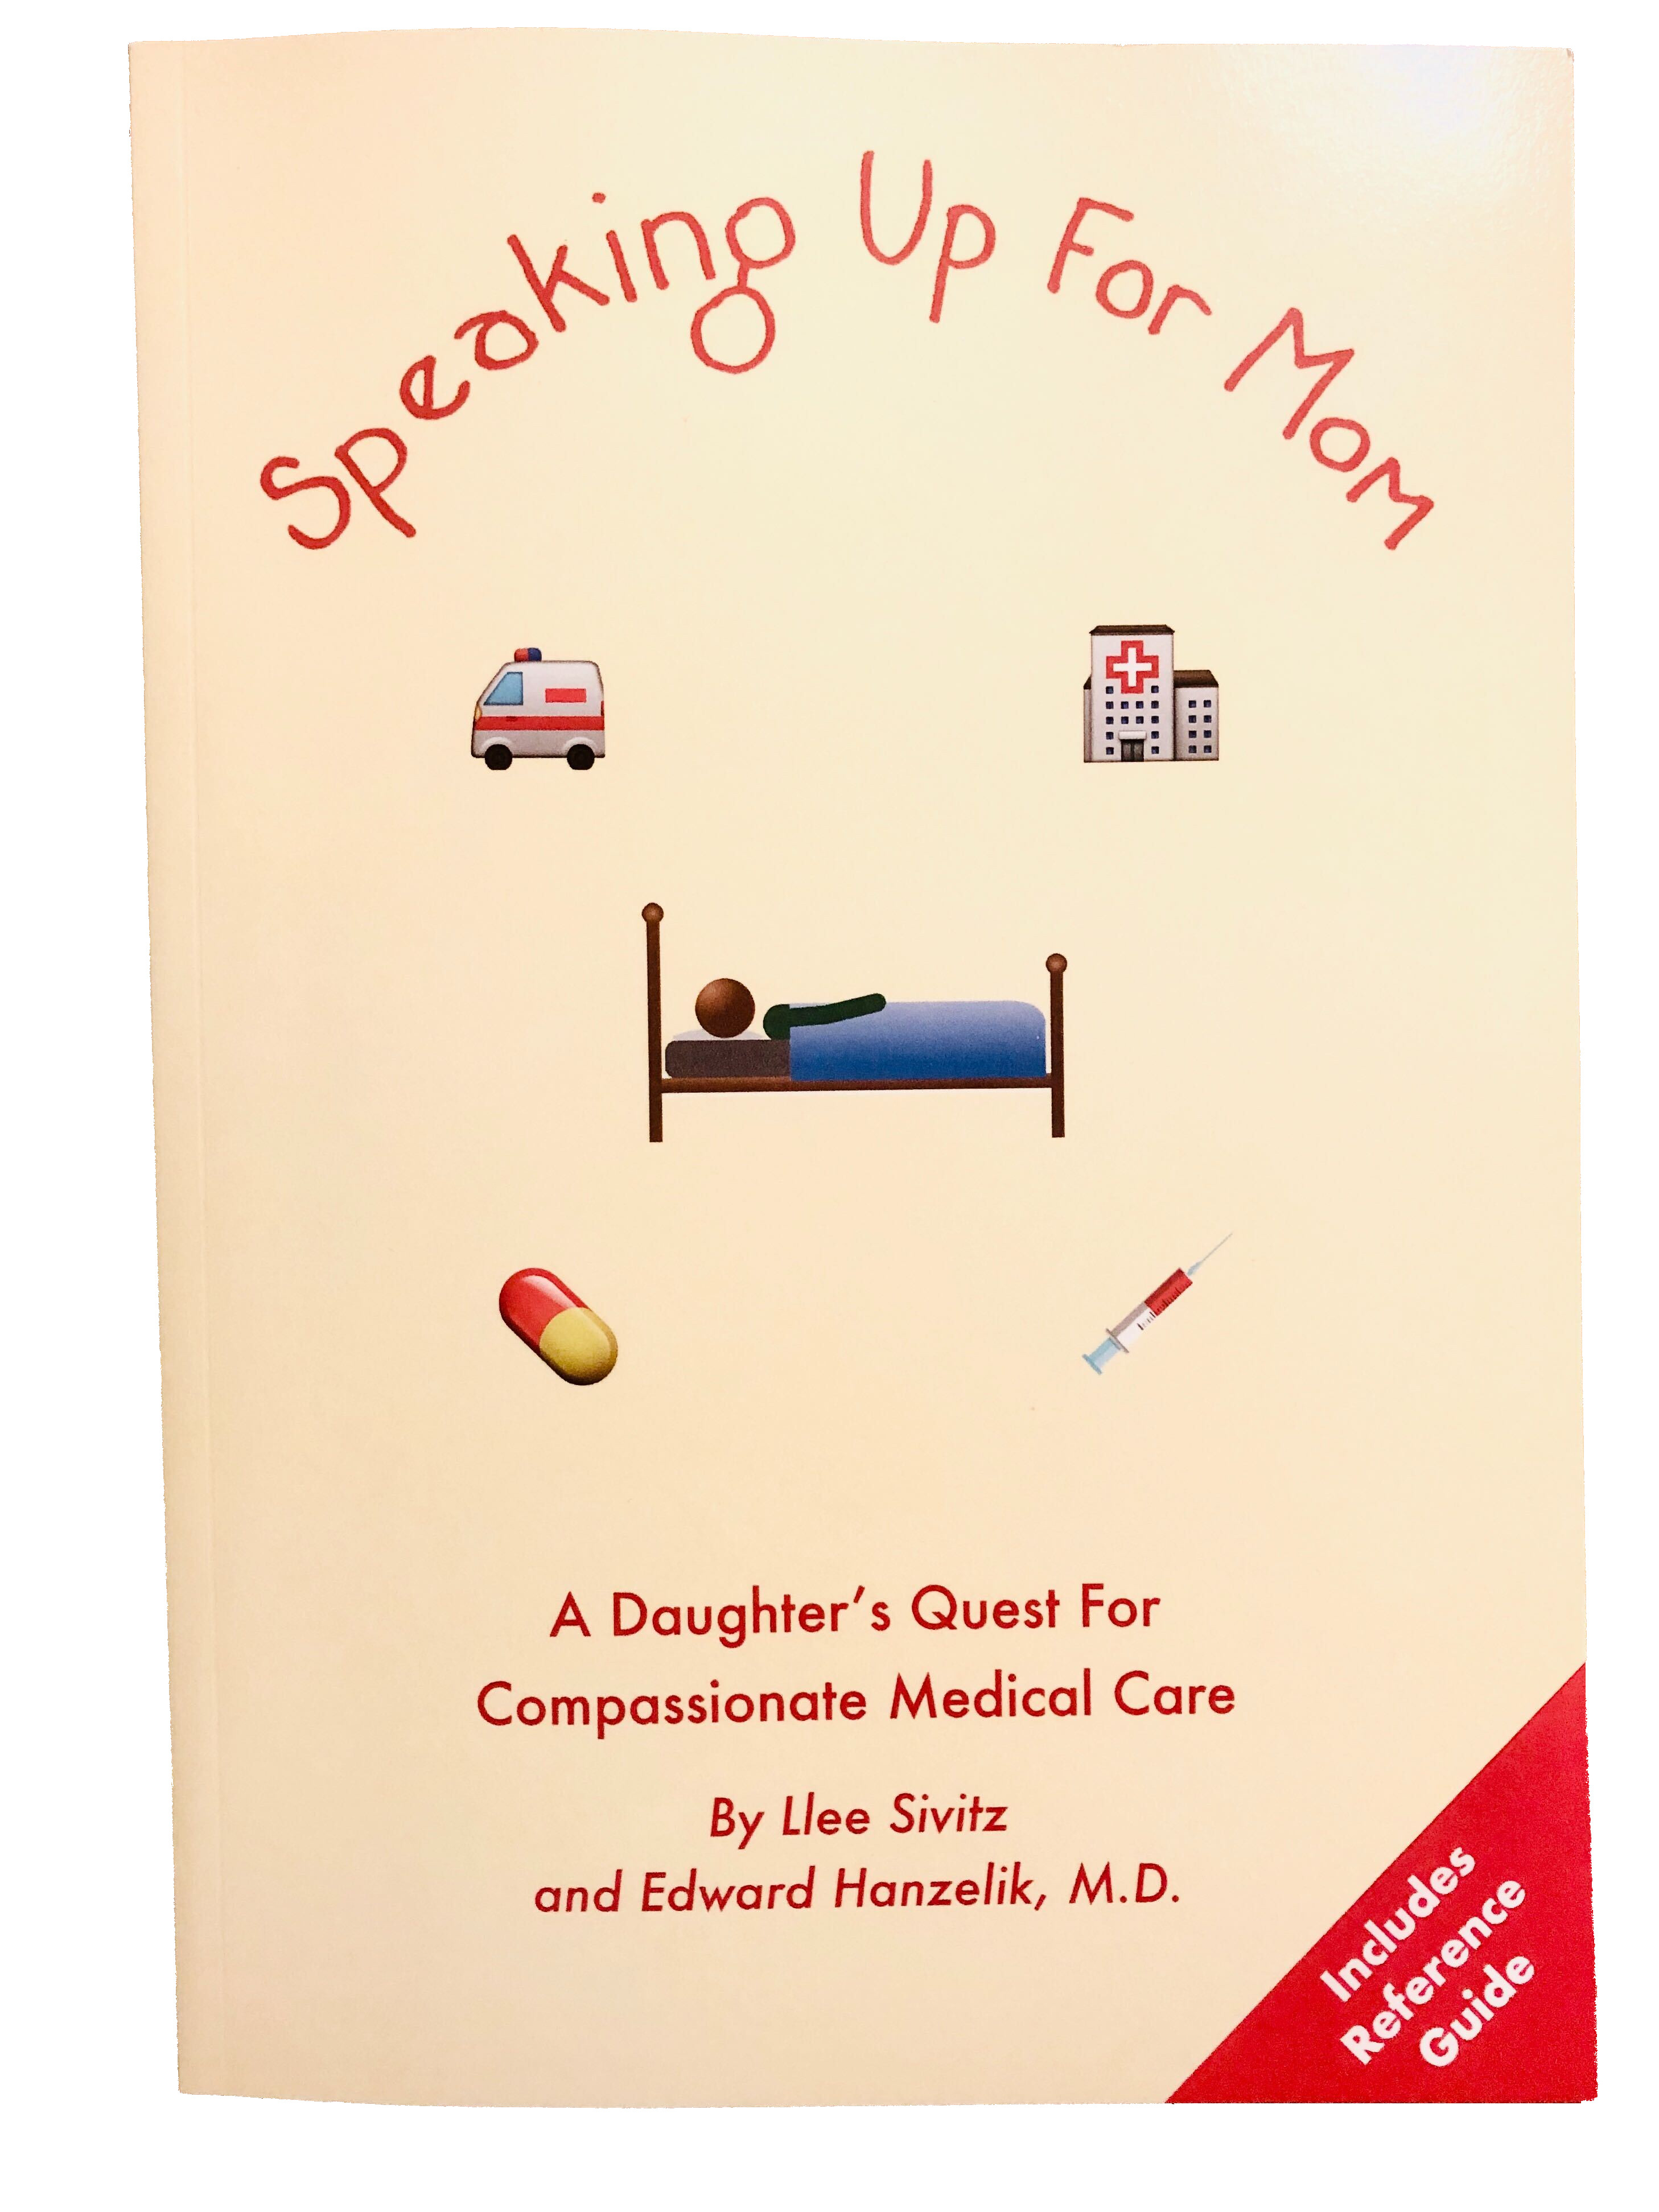 Speaking Up For Mom
A Daughter's Quest For
Compassionate Medical Care
By Llee Sivitz
and Edward Hanzelik, M.D.
Includes
Reference
Guide